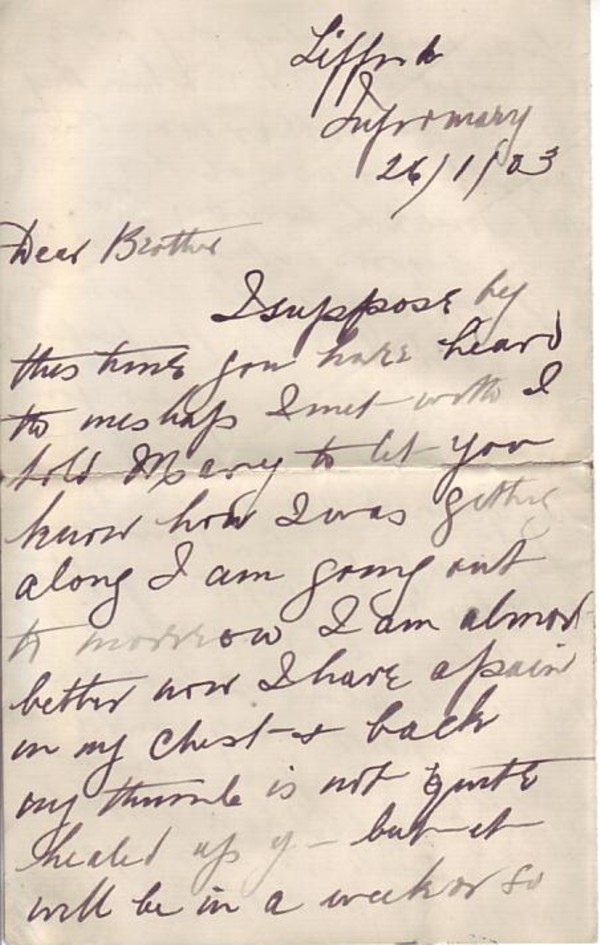 Lifford
Infromary
26/1/03
Dear Brother
I suppose by
this time you have heard
the meshap I met with I
told Mary to let you
know how I was getting
along I am going out
to morrow I am almost
better now I have a pain
in my chest & back
my thumb is not quite
healed up y but it
will be in a week or so